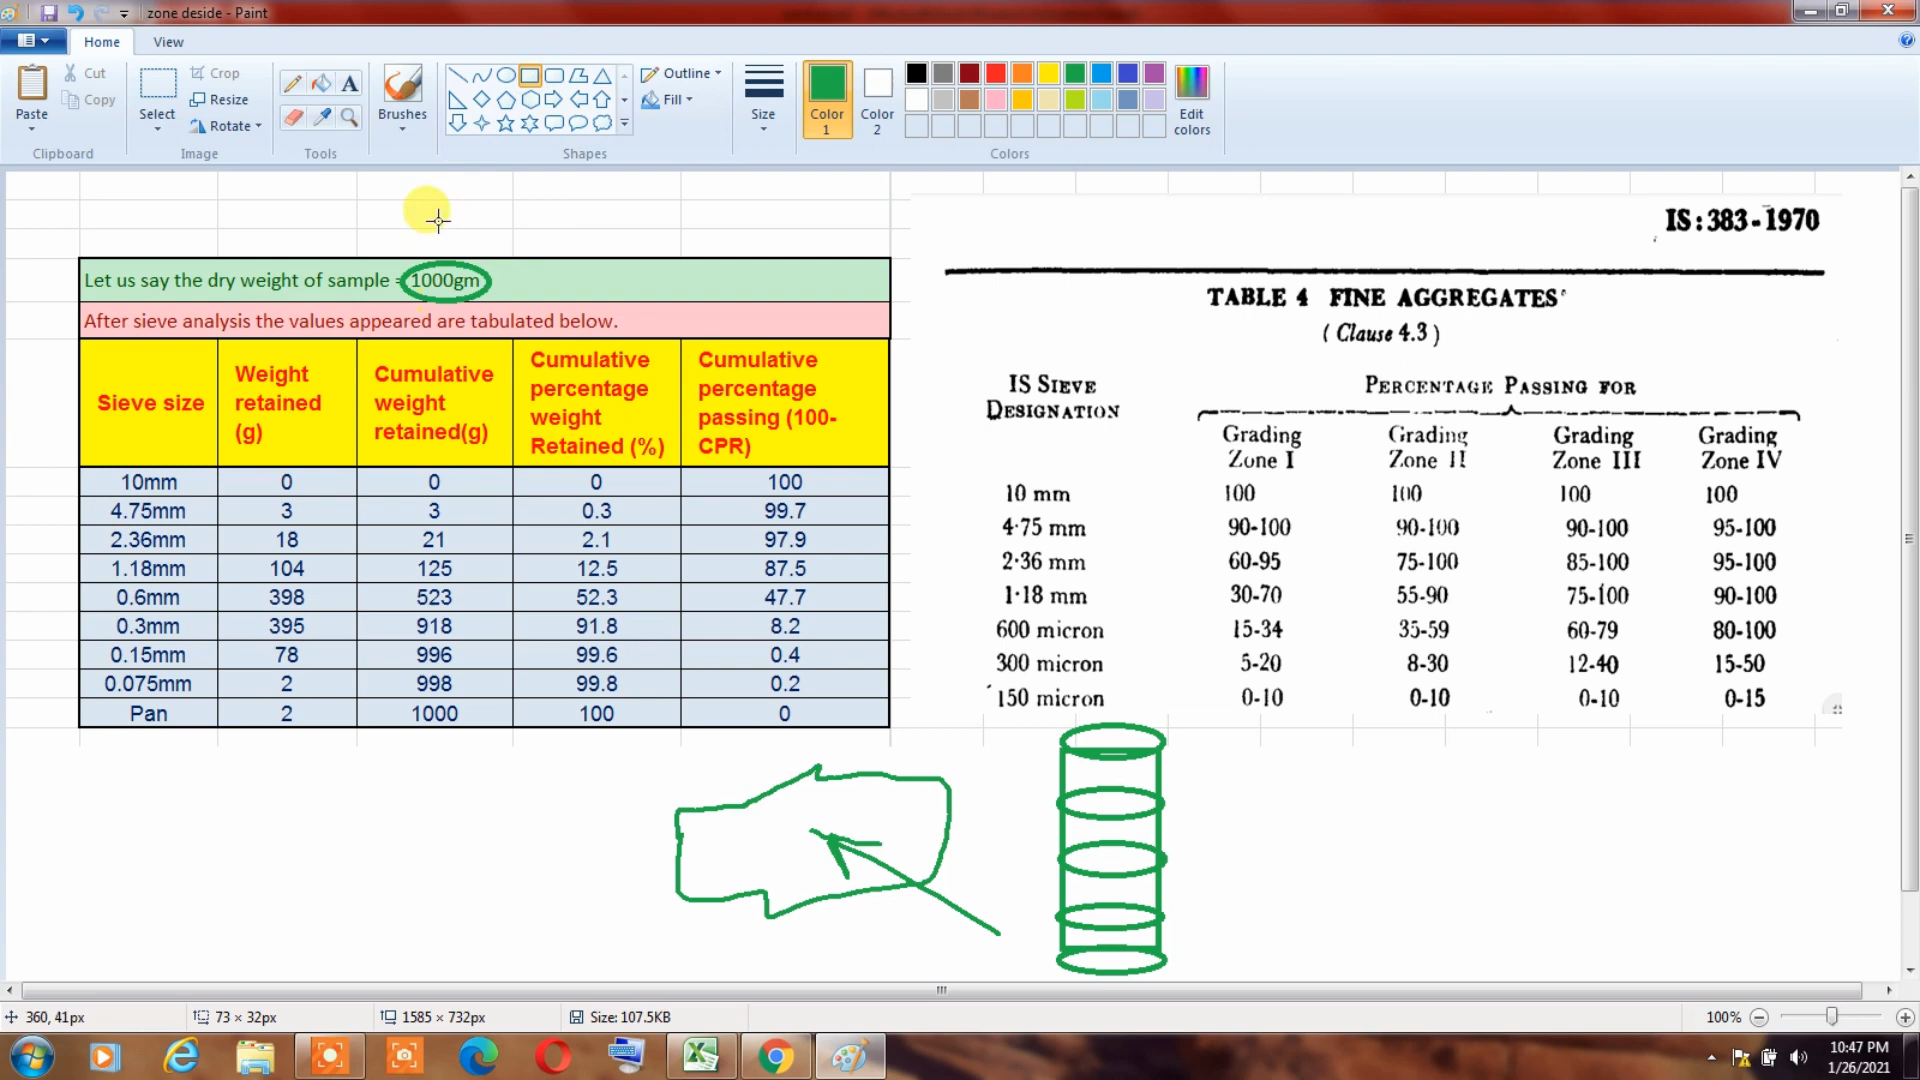 zone deside - Paint
Home View
Paste Cut Copy
Clipboard
Select Crop Resize Rotate
Image
Tools
Brushes
Shapes
Outline
Fill
Size
Color 1
Color 2
Edit colors
Colors
Let us say the dry weight of sample = 1000gm
After sieve analysis the values appeared are tabulated below.
Sieve size | Weight retained (g) | Cumulative weight retained(g) | Cumulative percentage weight Retained (%) | Cumulative percentage passing (100-CPR)
10mm 0 0 0 100
4.75mm 3 3 0.3 99.7
2.36mm 18 21 2.1 97.9
1.18mm 104 125 12.5 87.5
0.6mm 398 523 52.3 47.7
0.3mm 395 918 91.8 8.2
0.15mm 78 996 99.6 0.4
0.075mm 2 998 99.8 0.2
Pan 2 1000 100 0
IS : 383 - 1970
TABLE 4 FINE AGGREGATES
( Clause 4.3 )
IS SIEVE DESIGNATION
PERCENTAGE PASSING FOR
Grading Zone I Grading Zone II Grading Zone III Grading Zone IV
10 mm 100 100 100 100
4·75 mm 90-100 90-100 90-100 95-100
2·36 mm 60-95 75-100 85-100 95-100
1·18 mm 30-70 55-90 75-100 90-100
600 micron 15-34 35-59 60-79 80-100
300 micron 5-20 8-30 12-40 15-50
150 micron 0-10 0-10 0-10 0-15
360, 41px 73 × 32px 1585 × 732px Size: 107.5KB 100%
10:47 PM
1/26/2021